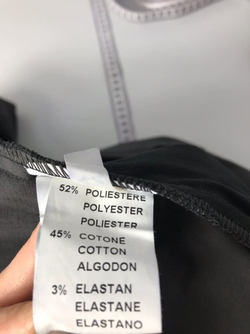 52% POLIESTERE
POLYESTER
POLIESTER
45% COTONE
COTTON
ALGODON
3% ELASTAN
ELASTANE
ELASTANO